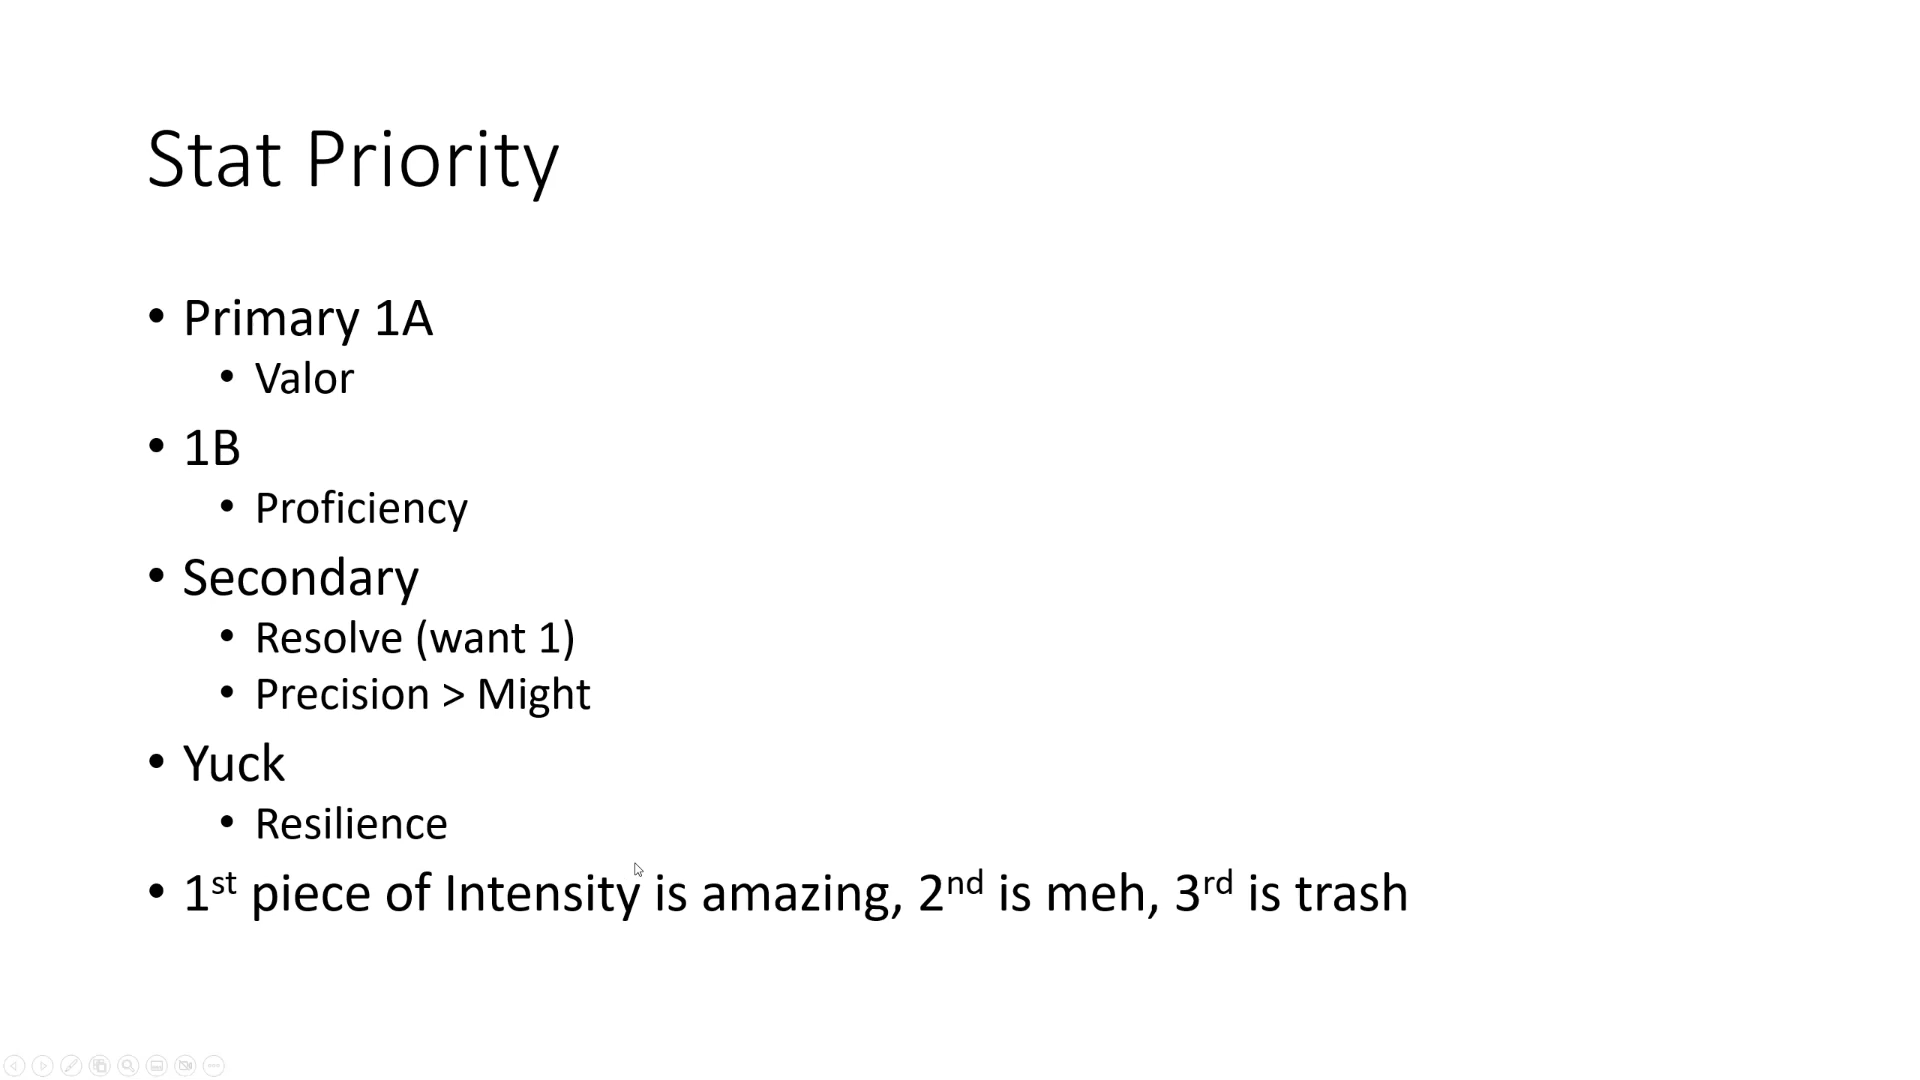 Stat Priority
• Primary 1A
• Valor
• 1B
• Proficiency
• Secondary
• Resolve (want 1)
• Precision > Might
• Yuck
• Resilience
• 1st piece of Intensity is amazing, 2nd is meh, 3rd is trash